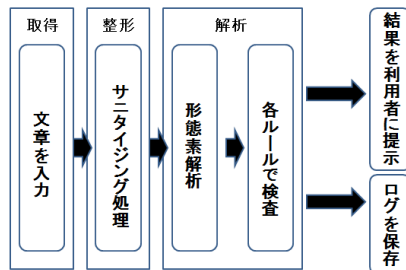 取得
文章を入力
整形
サニタイジング処理
解析
形態素解析
各ルールで検査
結果を利用者に提示
ログを保存